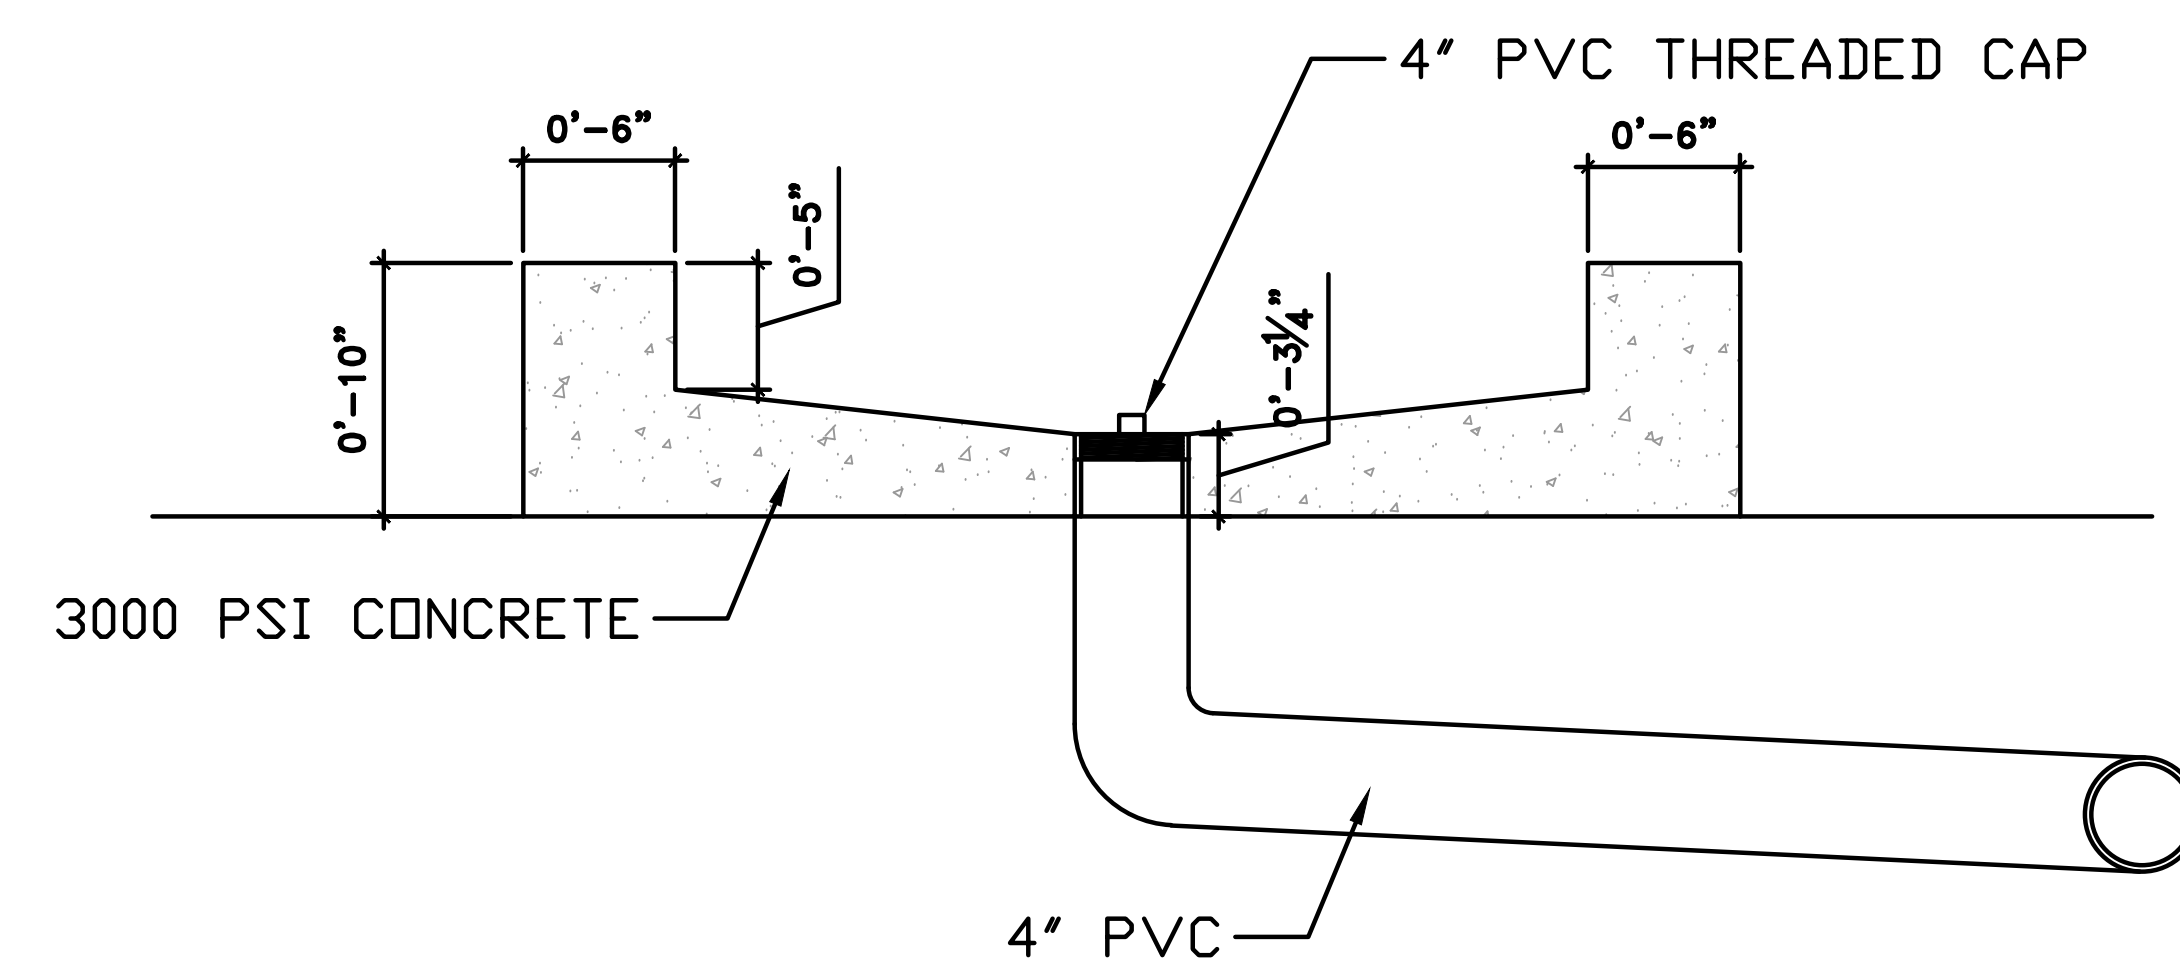 4" PVC THREADED CAP
0'-6"
0'-6"
0'-5"
0'-3¼"
0'-10"
3000 PSI CONCRETE
4" PVC